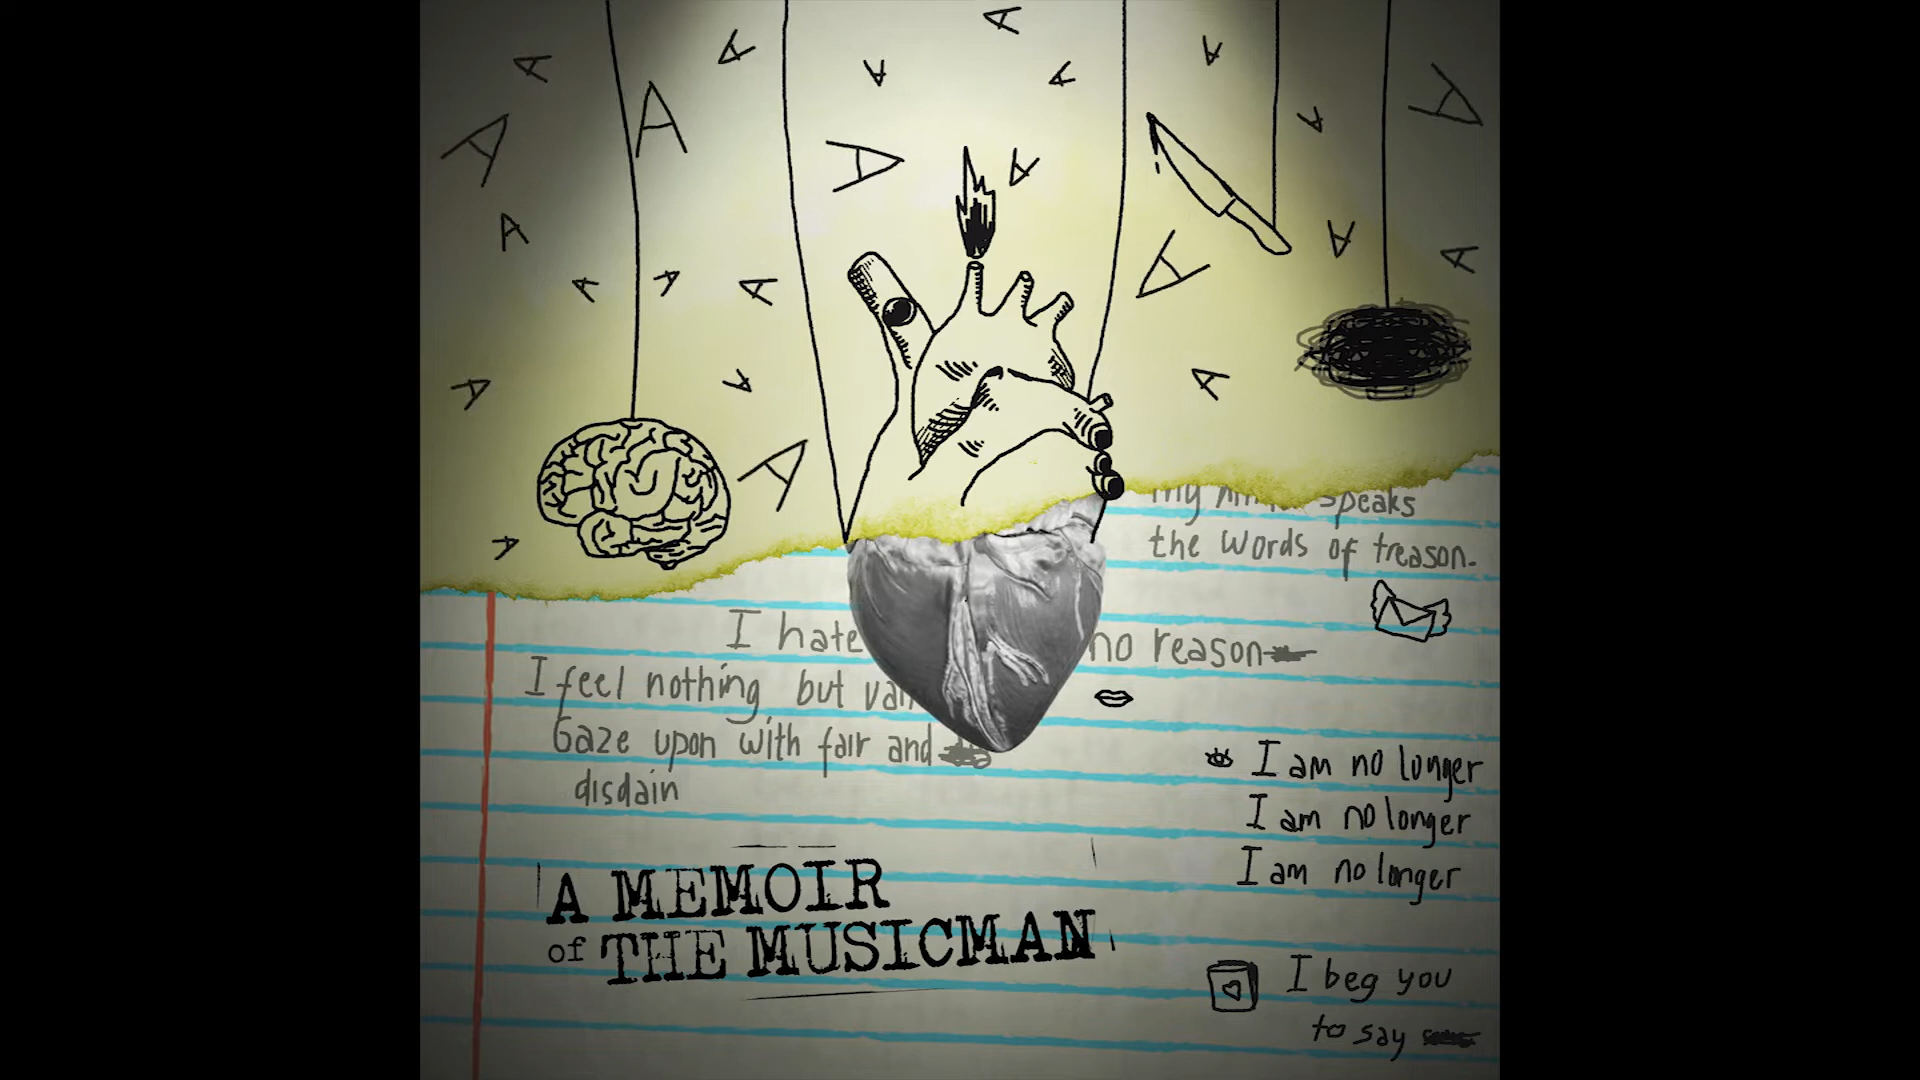 speaks
the words of treason.
I hate no reason
I feel nothing but
Gaze upon with fair and
disdain
I am no longer
I am no longer
I am no longer
A MEMOIR
of THE MUSICMAN
I beg you
to say
A A A A A A A A A A A A A A A A A A A A A A A A A